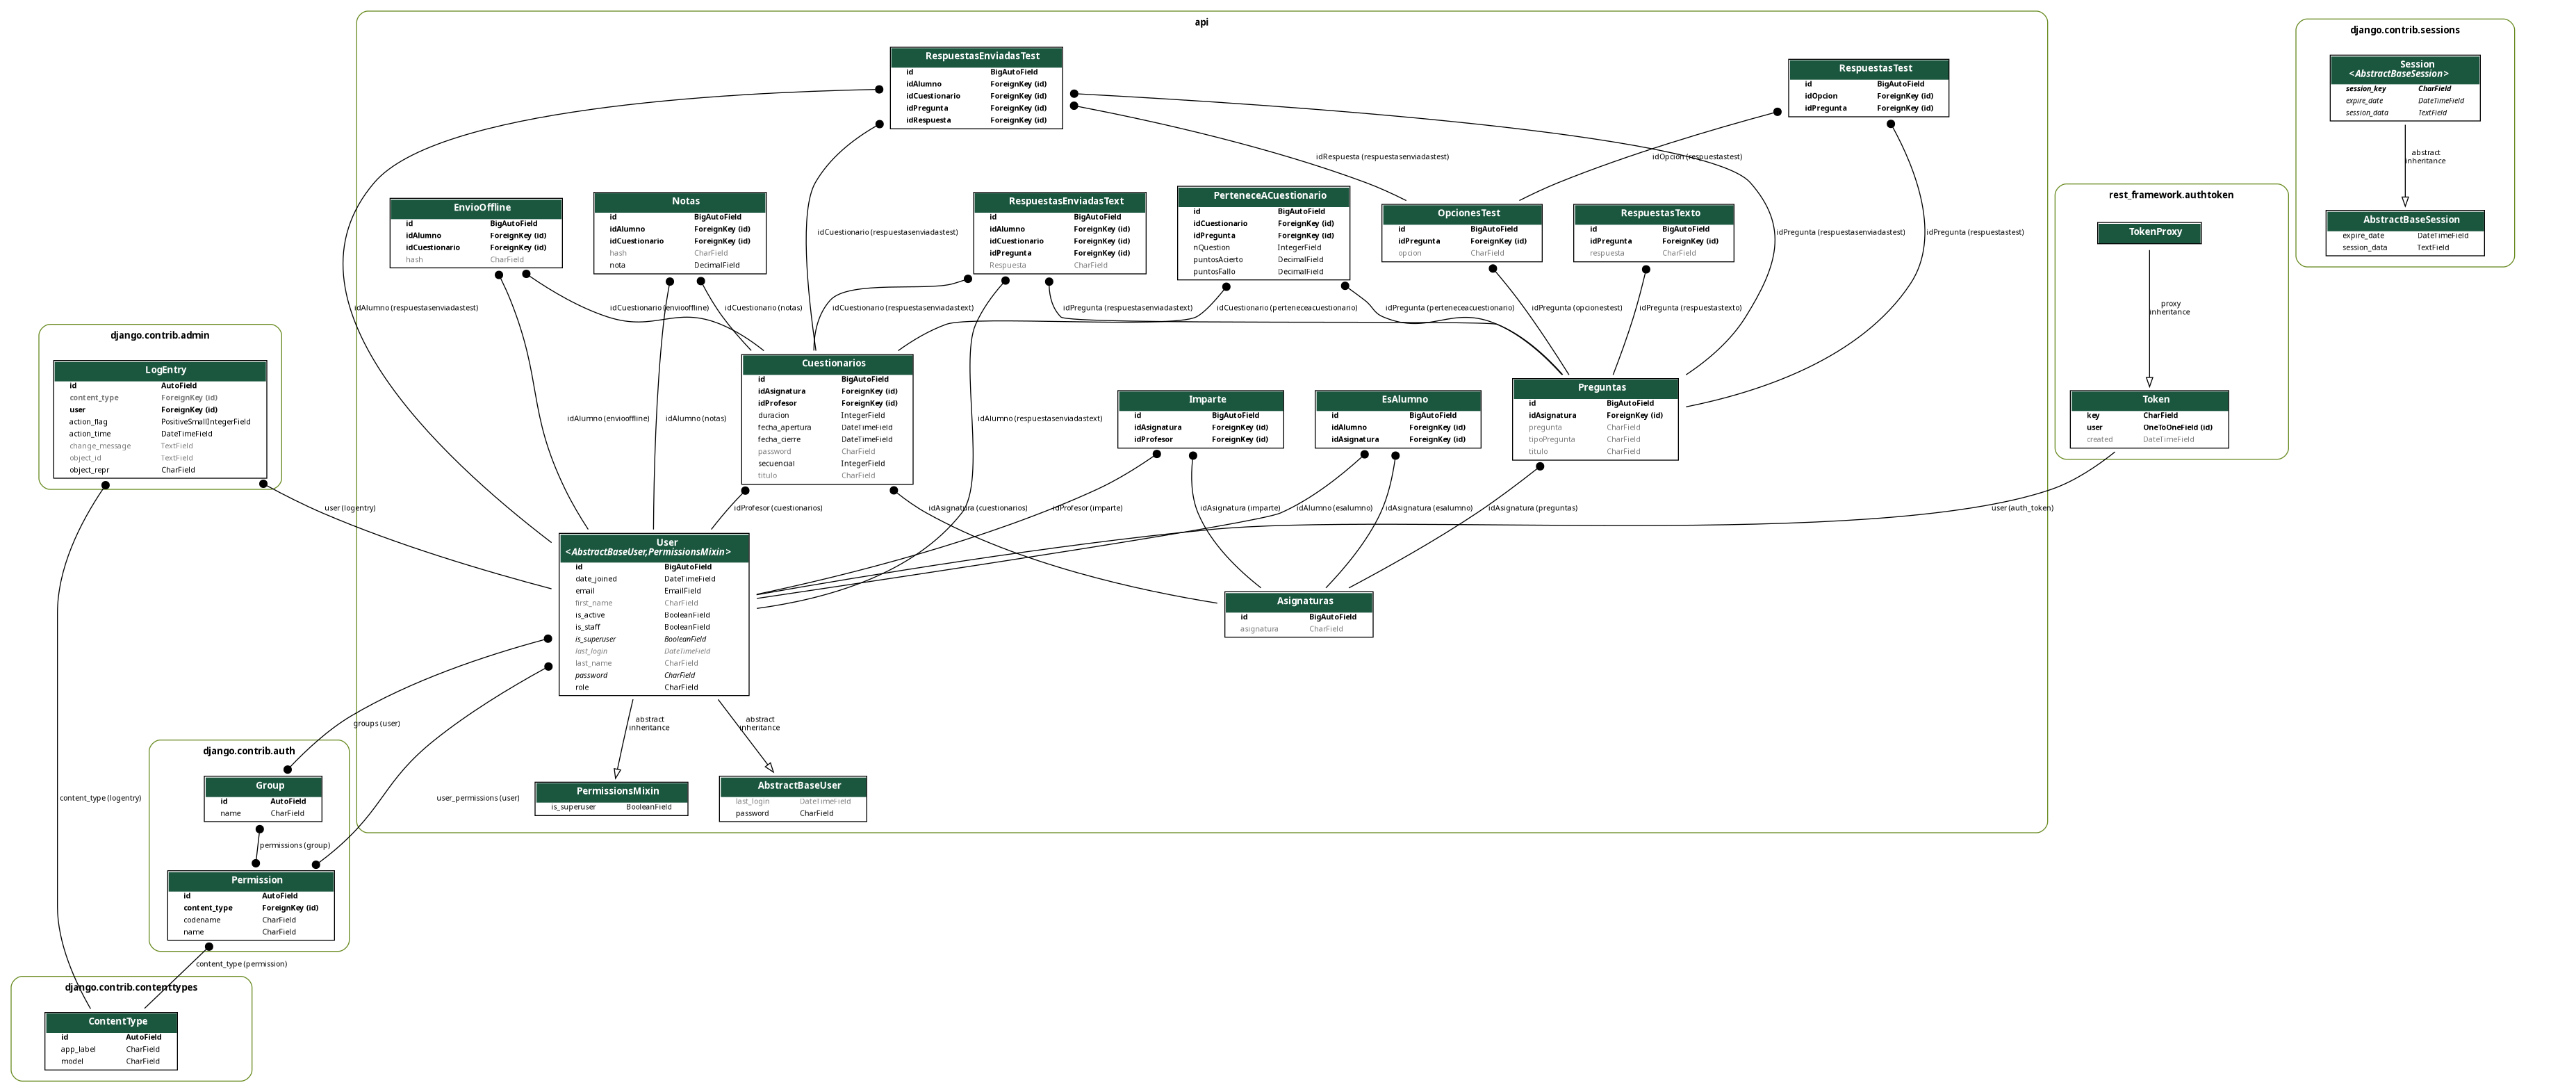 api
RespuestasEnviadasTest
id BigAutoField
idAlumno ForeignKey (id)
idCuestionario ForeignKey (id)
idPregunta ForeignKey (id)
idRespuesta ForeignKey (id)
RespuestasTest
id BigAutoField
idOpcion ForeignKey (id)
idPregunta ForeignKey (id)
idRespuesta (respuestasenviadastest)
idOpcion (respuestastest)
EnvioOffline
id BigAutoField
idAlumno ForeignKey (id)
idCuestionario ForeignKey (id)
hash CharField
Notas
id BigAutoField
idAlumno ForeignKey (id)
idCuestionario ForeignKey (id)
hash CharField
nota DecimalField
idCuestionario (respuestasenviadastest)
RespuestasEnviadasText
id BigAutoField
idAlumno ForeignKey (id)
idCuestionario ForeignKey (id)
idPregunta ForeignKey (id)
Respuesta CharField
PerteneceACuestionario
id BigAutoField
idCuestionario ForeignKey (id)
idPregunta ForeignKey (id)
nQuestion IntegerField
puntosAcierto DecimalField
puntosFallo DecimalField
OpcionesTest
id BigAutoField
idPregunta ForeignKey (id)
opcion CharField
RespuestasTexto
id BigAutoField
idPregunta ForeignKey (id)
respuesta CharField
idPregunta (respuestasenviadastest)
idPregunta (respuestastest)
idAlumno (respuestasenviadastest)
idCuestionario (enviooffline)
idCuestionario (notas)
idCuestionario (respuestasenviadastext)
idPregunta (respuestasenviadastext)
idCuestionario (perteneceacuestionario)
idPregunta (perteneceacuestionario)
idPregunta (opcionestest)
idPregunta (respuestastexto)
Cuestionarios
id BigAutoField
idAsignatura ForeignKey (id)
idProfesor ForeignKey (id)
duracion IntegerField
fecha_apertura DateTimeField
fecha_cierre DateTimeField
password CharField
secuencial IntegerField
titulo CharField
idAlumno (enviooffline)
idAlumno (notas)
idAlumno (respuestasenviadastext)
Imparte
id BigAutoField
idAsignatura ForeignKey (id)
idProfesor ForeignKey (id)
EsAlumno
id BigAutoField
idAlumno ForeignKey (id)
idAsignatura ForeignKey (id)
Preguntas
id BigAutoField
idAsignatura ForeignKey (id)
pregunta CharField
tipoPregunta CharField
titulo CharField
idProfesor (cuestionarios)
idAsignatura (cuestionarios)
idProfesor (imparte)
idAsignatura (imparte)
idAlumno (esalumno)
idAsignatura (esalumno)
idAsignatura (preguntas)
User
<AbstractBaseUser,PermissionsMixin>
id BigAutoField
date_joined DateTimeField
email EmailField
first_name CharField
is_active BooleanField
is_staff BooleanField
is_superuser BooleanField
last_login DateTimeField
last_name CharField
password CharField
role CharField
Asignaturas
id BigAutoField
asignatura CharField
abstract
inheritance
abstract
inheritance
PermissionsMixin
is_superuser BooleanField
AbstractBaseUser
last_login DateTimeField
password CharField
django.contrib.admin
LogEntry
id AutoField
content_type ForeignKey (id)
user ForeignKey (id)
action_flag PositiveSmallIntegerField
action_time DateTimeField
change_message TextField
object_id TextField
object_repr CharField
user (logentry)
content_type (logentry)
groups (user)
user_permissions (user)
django.contrib.auth
Group
id AutoField
name CharField
permissions (group)
Permission
id AutoField
content_type ForeignKey (id)
codename CharField
name CharField
content_type (permission)
django.contrib.contenttypes
ContentType
id AutoField
app_label CharField
model CharField
rest_framework.authtoken
TokenProxy
proxy
inheritance
Token
key CharField
user OneToOneField (id)
created DateTimeField
user (auth_token)
django.contrib.sessions
Session
<AbstractBaseSession>
session_key CharField
expire_date DateTimeField
session_data TextField
abstract
inheritance
AbstractBaseSession
expire_date DateTimeField
session_data TextField